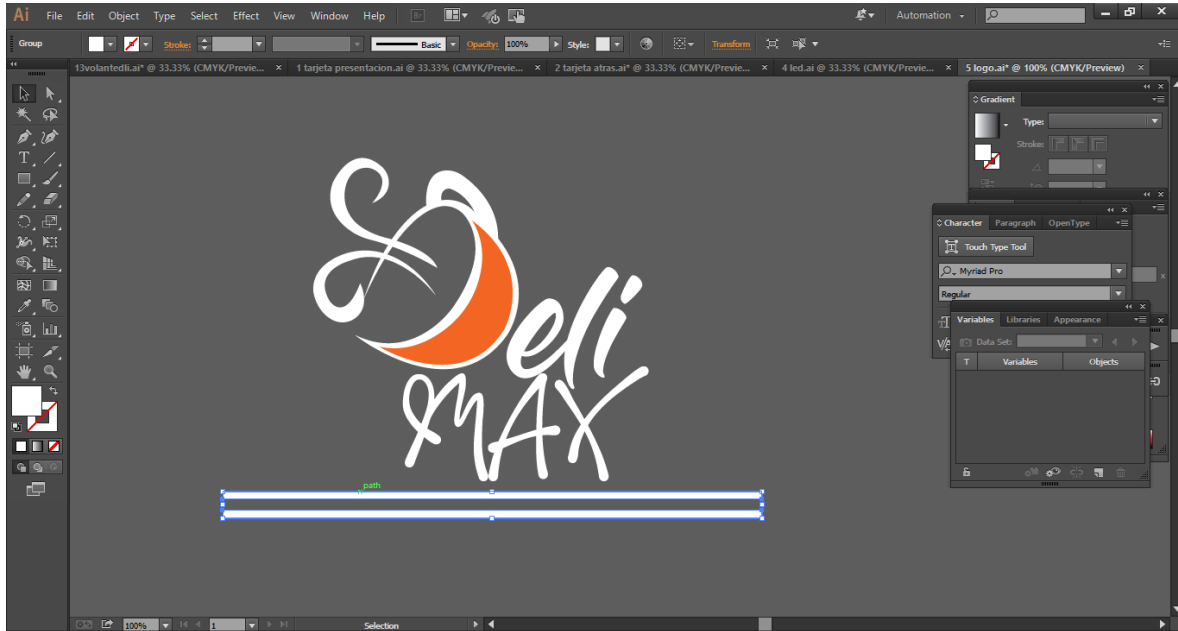 Ai File Edit Object Type Select Effect View Window Help Br Automation
Group Stroke: Basic Opacity: 100% Style: Transform
13volantedli.ai* @ 33.33% (CMYK/Previe... × 1 tarjeta presentacion.ai @ 33.33% (CMYK/Previe... × 2 tarjeta atras.ai* @ 33.33% (CMYK/Previe... × 4 led.ai @ 33.33% (CMYK/Previe... × 5 logo.ai* @ 100% (CMYK/Preview) ×
Gradient
Type:
Stroke:
Character Paragraph OpenType
Touch Type Tool
Myriad Pro
Regular
Variables Libraries Appearance
Data Set:
T Variables Objects
Deli
MAX
path
100% 1 Selection